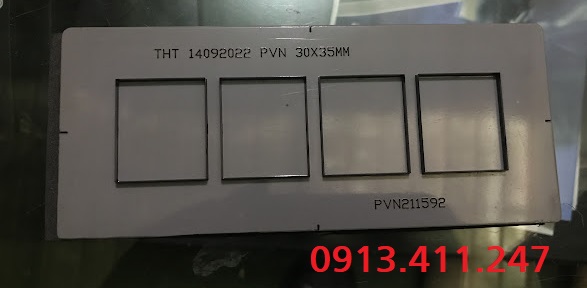 THT 14092022 PVN 30X35MM
PVN211592
0913.411.247